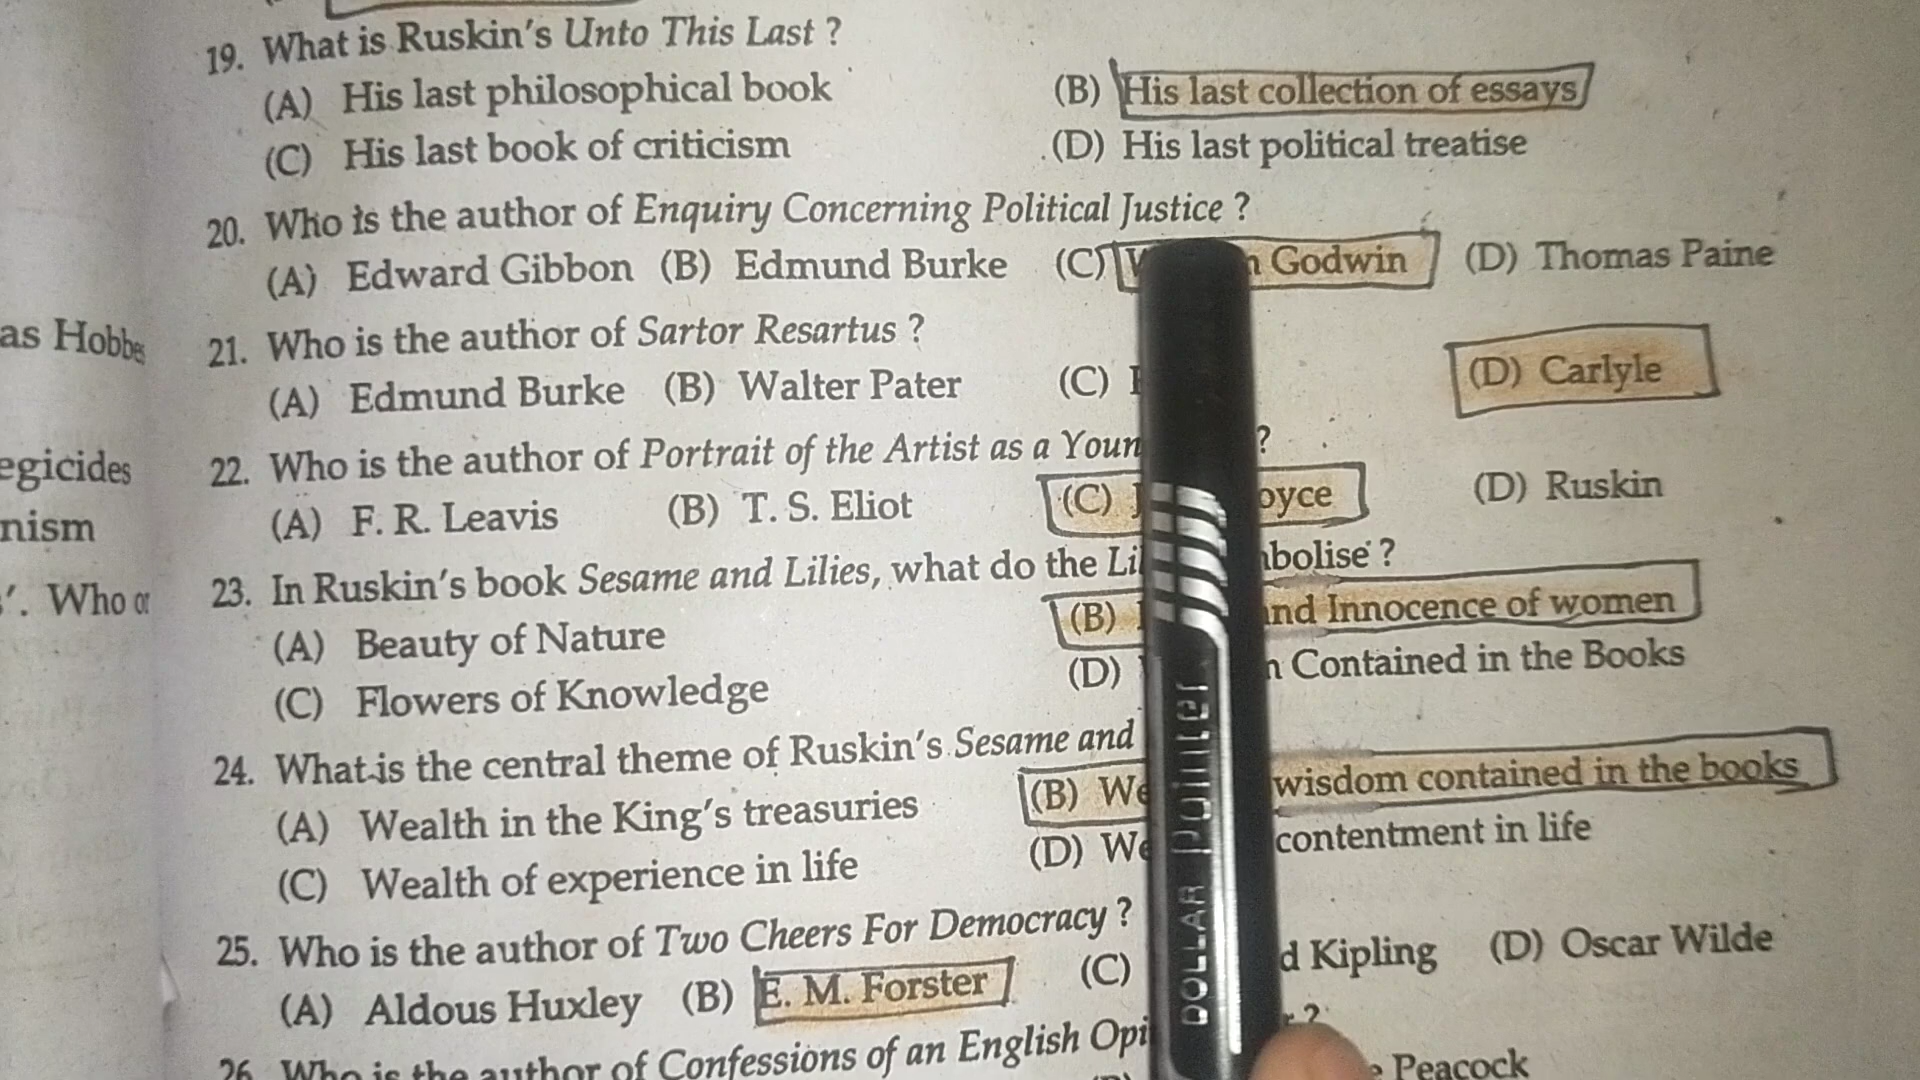 19. What is Ruskin's Unto This Last ?
(A) His last philosophical book (B) His last collection of essays
(C) His last book of criticism (D) His last political treatise
20. Who is the author of Enquiry Concerning Political Justice ?
(A) Edward Gibbon (B) Edmund Burke (C) Godwin (D) Thomas Paine
as Hobbes
21. Who is the author of Sartor Resartus ?
(A) Edmund Burke (B) Walter Pater (C) (D) Carlyle
egicides
22. Who is the author of Portrait of the Artist as a ?
nism
(A) F. R. Leavis (B) T. S. Eliot (C) (D) Ruskin
'. Who or
23. In Ruskin's book Sesame and Lilies, what do the ?
(A) Beauty of Nature (B) Innocence of women
(C) Flowers of Knowledge (D) Contained in the Books
24. What is the central theme of Ruskin's Sesame and
(A) Wealth in the King's treasuries (B) wisdom contained in the books
(C) Wealth of experience in life (D) contentment in life
25. Who is the author of Two Cheers For Democracy ?
(A) Aldous Huxley (B) E. M. Forster (C) Kipling (D) Oscar Wilde
26. Who is the author of Confessions of an English ?
Peacock
DOLLAR Pointer